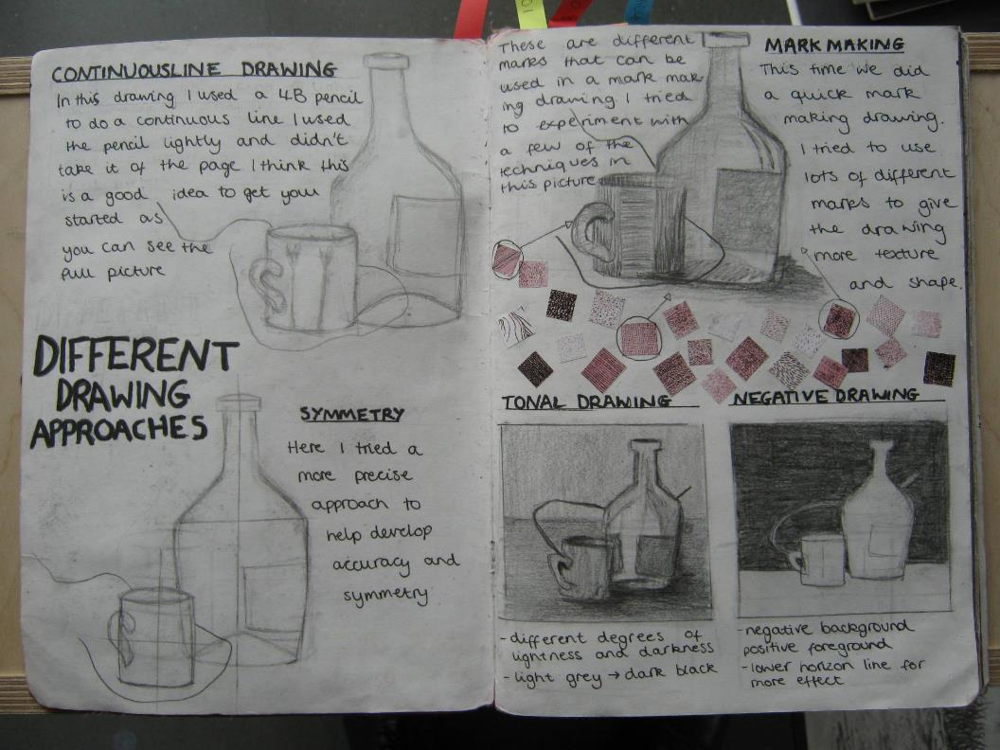 CONTINUOUSLINE DRAWING
In this drawing I used a 4B pencil
to do a continuous line I used
the pencil lightly and didn't
take it of the page I think this
is a good idea to get you
started as
you can see the
full picture
DIFFERENT
DRAWING
APPROACHES
SYMMETRY
Here I tried a
more precise
approach to
help develop
accuracy and
symmetry
These are different
marks that can be
used in a mark mak-
ing drawing I tried
to experiment with
a few of the
techniques in
this picture
MARK MAKING
This time we did
a quick mark
making drawing.
I tried to use
lots of different
marks to give
the drawing
more texture
and shape.
TONAL DRAWING
- different degrees of
lightness and darkness
- light grey → dark black
NEGATIVE DRAWING
- negative background
positive foreground
- lower horizon line for
more effect